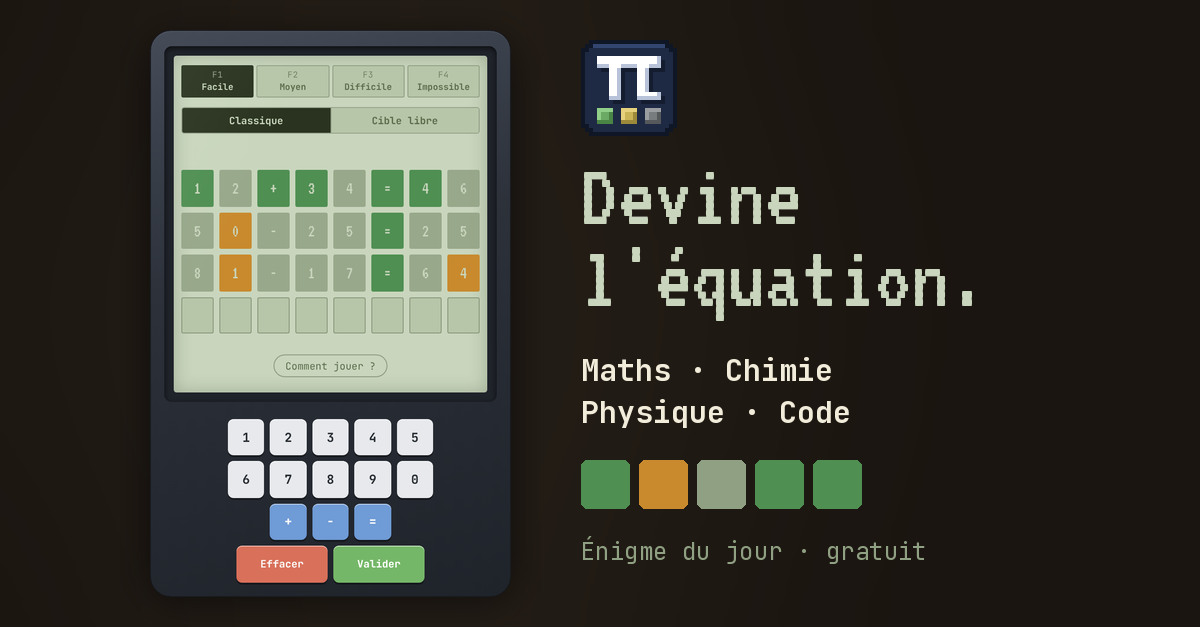 F1 F2 F3 F4
Facile Moyen Difficile Impossible
Classique Cible libre
1 2 + 3 4 = 4 6
5 0 - 2 5 = 2 5
8 1 - 1 7 = 6 4
Comment jouer ?
1 2 3 4 5
6 7 8 9 0
+ - =
Effacer Valider
π
Devine
l'équation.
Maths · Chimie
Physique · Code
Énigme du jour · gratuit